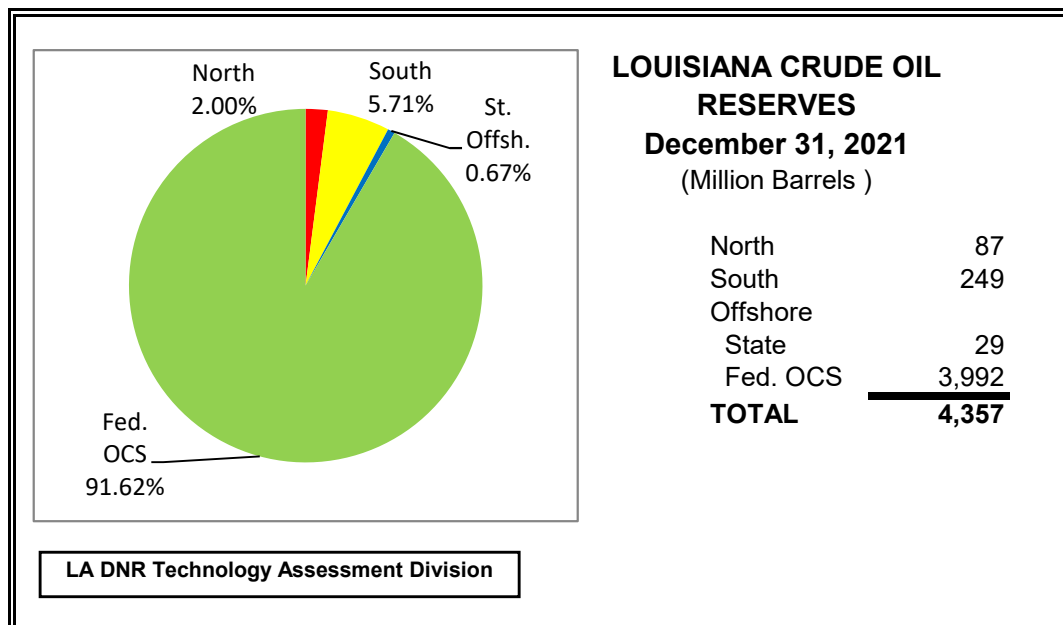 North
2.00%
South
5.71%
St.
Offsh.
0.67%
Fed.
OCS
91.62%
LOUISIANA CRUDE OIL
RESERVES
December 31, 2021
(Million Barrels )
North 87
South 249
Offshore
State 29
Fed. OCS 3,992
TOTAL 4,357
LA DNR Technology Assessment Division